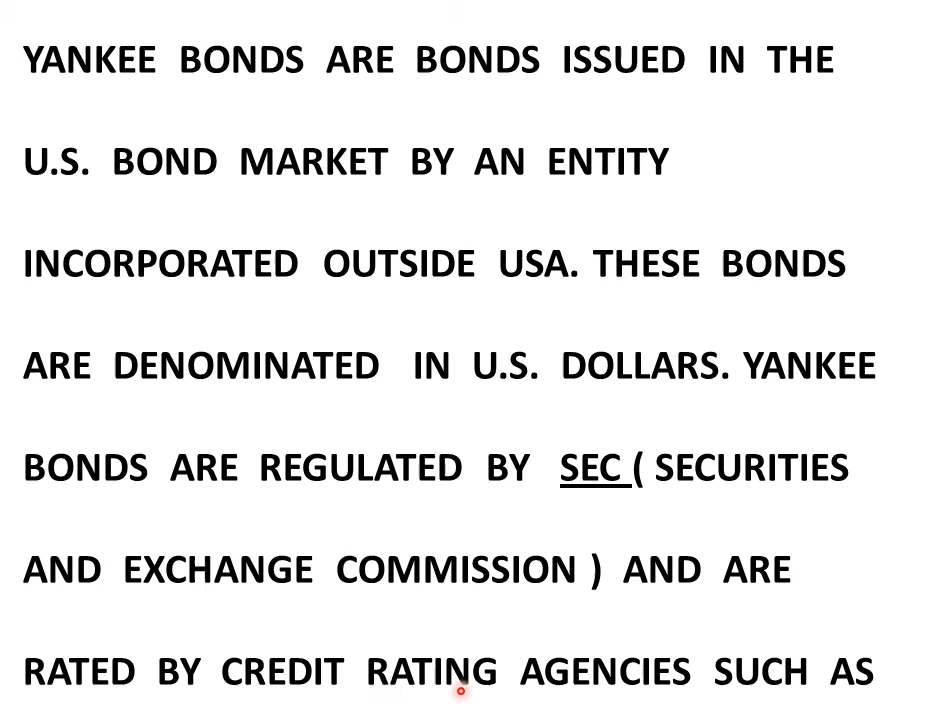 YANKEE BONDS ARE BONDS ISSUED IN THE
U.S. BOND MARKET BY AN ENTITY
INCORPORATED OUTSIDE USA. THESE BONDS
ARE DENOMINATED IN U.S. DOLLARS. YANKEE
BONDS ARE REGULATED BY SEC ( SECURITIES
AND EXCHANGE COMMISSION ) AND ARE
RATED BY CREDIT RATING AGENCIES SUCH AS